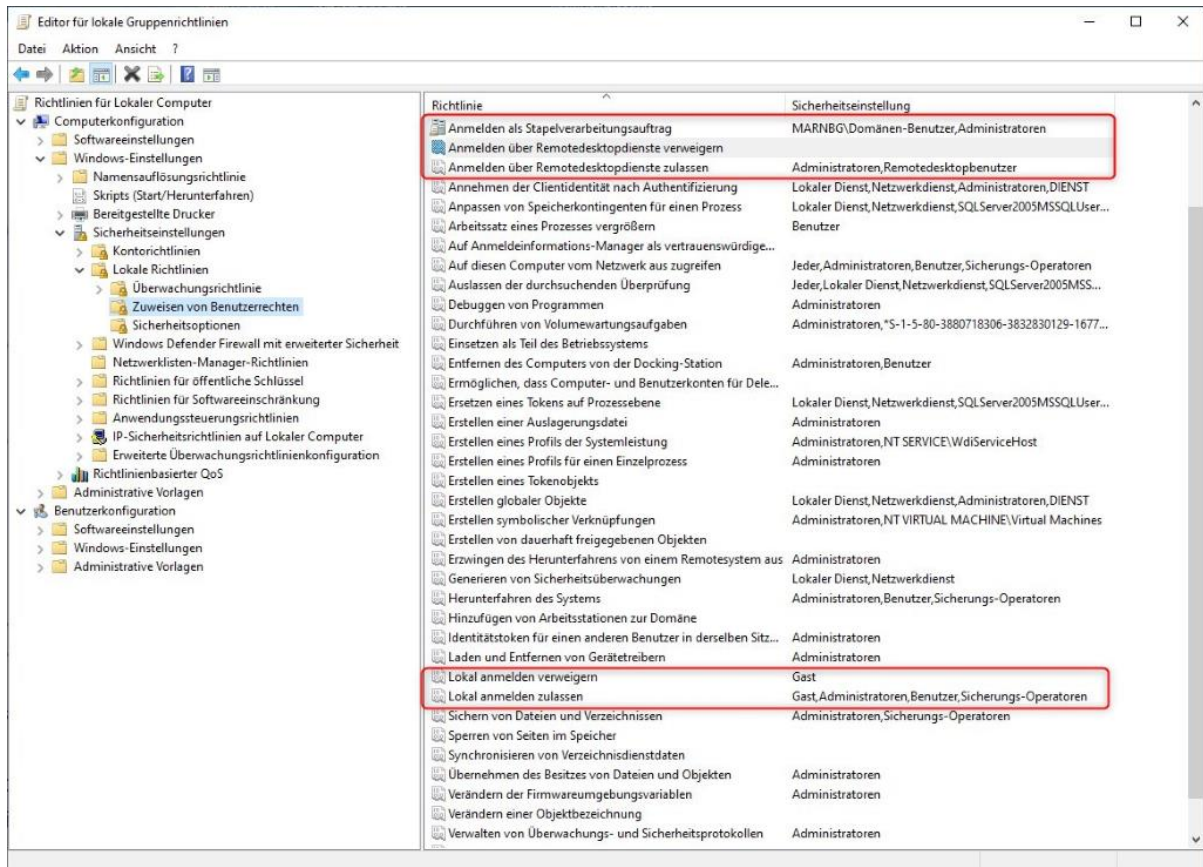 Editor für lokale Gruppenrichtlinien
Datei Aktion Ansicht ?
Richtlinien für Lokaler Computer
Computerkonfiguration
Softwareeinstellungen
Windows-Einstellungen
Namensauflösungsrichtlinie
Skripts (Start/Herunterfahren)
Bereitgestellte Drucker
Sicherheitseinstellungen
Kontorichtlinien
Lokale Richtlinien
Überwachungsrichtlinie
Zuweisen von Benutzerrechten
Sicherheitsoptionen
Windows Defender Firewall mit erweiterter Sicherheit
Netzwerklisten-Manager-Richtlinien
Richtlinien für öffentliche Schlüssel
Richtlinien für Softwareeinschränkung
Anwendungssteuerungsrichtlinien
IP-Sicherheitsrichtlinien auf Lokaler Computer
Erweiterte Überwachungsrichtlinienkonfiguration
Richtlinienbasierter QoS
Administrative Vorlagen
Benutzerkonfiguration
Softwareeinstellungen
Windows-Einstellungen
Administrative Vorlagen
Richtlinie Sicherheitseinstellung
Anmelden als Stapelverarbeitungsauftrag MARNBG\Domänen-Benutzer,Administratoren
Anmelden über Remotedesktopdienste verweigern
Anmelden über Remotedesktopdienste zulassen Administratoren,Remotedesktopbenutzer
Annehmen der Clientidentität nach Authentifizierung Lokaler Dienst,Netzwerkdienst,Administratoren,DIENST
Anpassen von Speicherkontingenten für einen Prozess Lokaler Dienst,Netzwerkdienst,SQLServer2005MSSQLUser...
Arbeitssatz eines Prozesses vergrößern Benutzer
Auf Anmeldeinformations-Manager als vertrauenswürdige...
Auf diesen Computer vom Netzwerk aus zugreifen Jeder,Administratoren,Benutzer,Sicherungs-Operatoren
Auslassen der durchsuchenden Überprüfung Jeder,Lokaler Dienst,Netzwerkdienst,SQLServer2005MSS...
Debuggen von Programmen Administratoren
Durchführen von Volumewartungsaufgaben Administratoren,*S-1-5-80-3880718306-3832830129-1677...
Einsetzen als Teil des Betriebssystems
Entfernen des Computers von der Docking-Station Administratoren,Benutzer
Ermöglichen, dass Computer- und Benutzerkonten für Dele...
Ersetzen eines Tokens auf Prozessebene Lokaler Dienst,Netzwerkdienst,SQLServer2005MSSQLUser...
Erstellen einer Auslagerungsdatei Administratoren
Erstellen eines Profils der Systemleistung Administratoren,NT SERVICE\WdiServiceHost
Erstellen eines Profils für einen Einzelprozess Administratoren
Erstellen eines Tokenobjekts
Erstellen globaler Objekte Lokaler Dienst,Netzwerkdienst,Administratoren,DIENST
Erstellen symbolischer Verknüpfungen Administratoren,NT VIRTUAL MACHINE\Virtual Machines
Erstellen von dauerhaft freigegebenen Objekten
Erzwingen des Herunterfahrens von einem Remotesystem aus Administratoren
Generieren von Sicherheitsüberwachungen Lokaler Dienst,Netzwerkdienst
Herunterfahren des Systems Administratoren,Benutzer,Sicherungs-Operatoren
Hinzufügen von Arbeitsstationen zur Domäne
Identitätstoken für einen anderen Benutzer in derselben Sitz... Administratoren
Laden und Entfernen von Gerätetreibern Administratoren
Lokal anmelden verweigern Gast
Lokal anmelden zulassen Gast,Administratoren,Benutzer,Sicherungs-Operatoren
Sichern von Dateien und Verzeichnissen Administratoren,Sicherungs-Operatoren
Sperren von Seiten im Speicher
Synchronisieren von Verzeichnisdienstdaten
Übernehmen des Besitzes von Dateien und Objekten Administratoren
Verändern der Firmwareumgebungsvariablen Administratoren
Verändern einer Objektbezeichnung
Verwalten von Überwachungs- und Sicherheitsprotokollen Administratoren